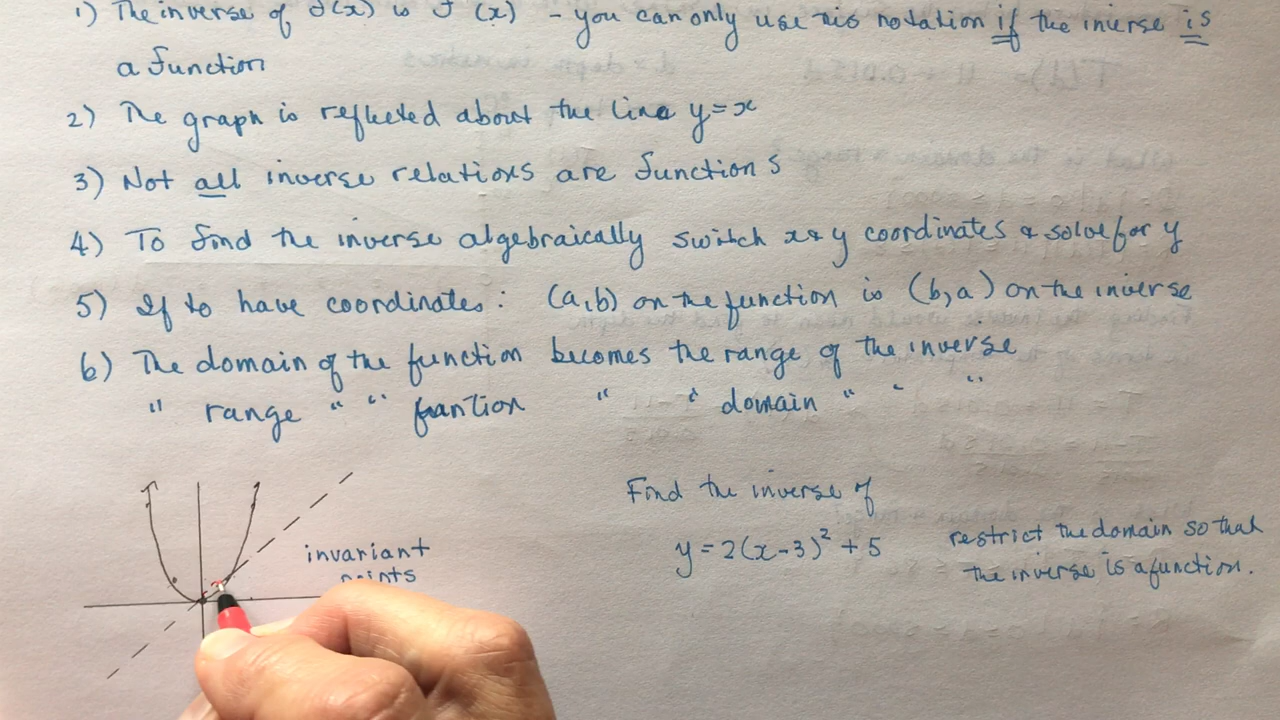 1) The inverse of f(x) is f (x) - you can only use this notation if the inverse is
a function
2) The graph is reflected about the line y=x
3) Not all inverse relations are functions
4) To find the inverse algebraically switch x & y coordinates & solve for y
5) If to have coordinates: (a,b) on the function is (b,a) on the inverse
6) The domain of the function becomes the range of the inverse
" range " " function " " domain " " "
invariant
points
Find the inverse of
y = 2(x-3)² + 5
restrict the domain so that
the inverse is a function.